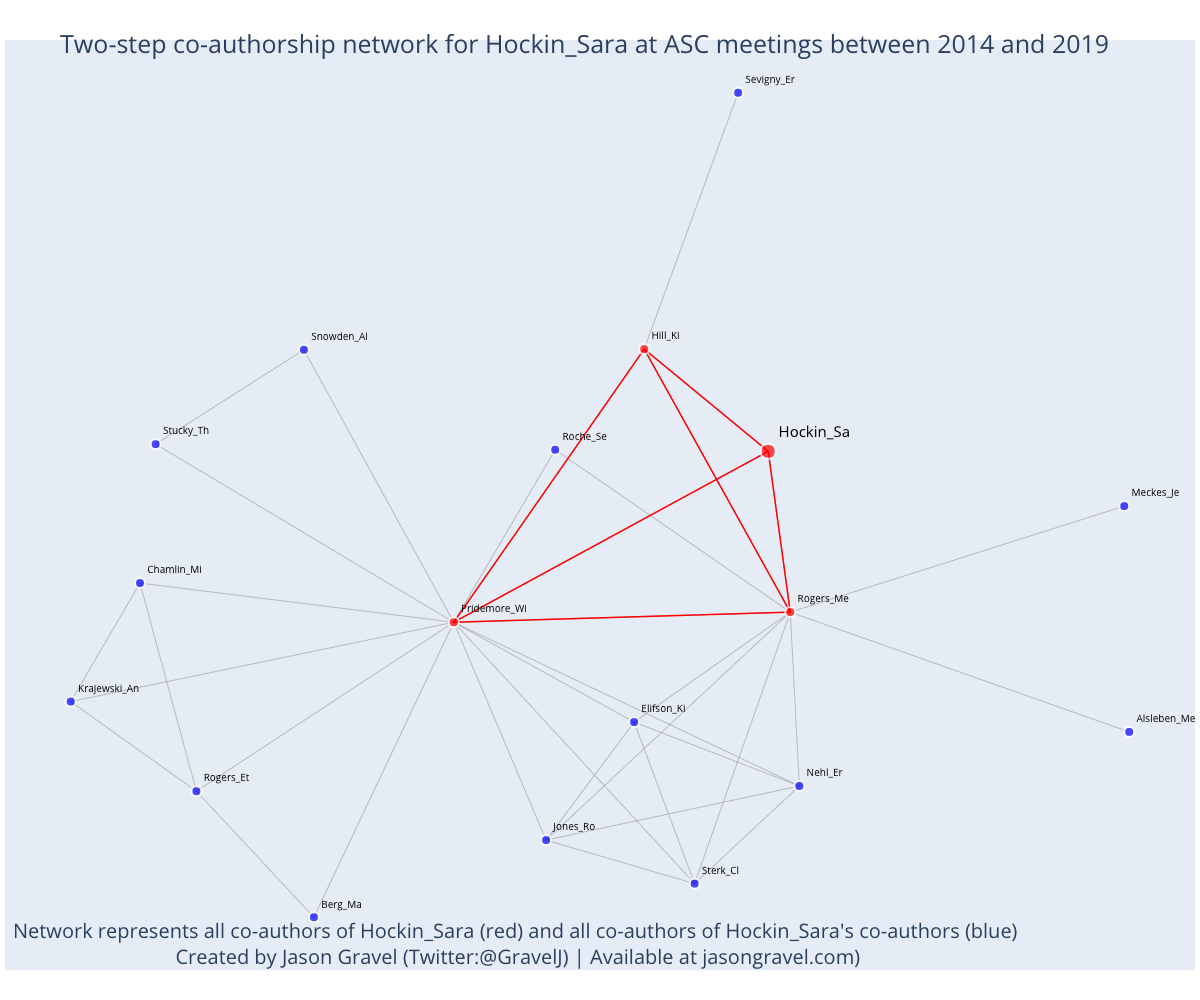 Two-step co-authorship network for Hockin_Sara at ASC meetings between 2014 and 2019
Sevigny_Er
Snowden_Al
Hill_Ki
Stucky_Th
Roche_Se
Hockin_Sa
Meckes_Je
Chamlin_Mi
Pridemore_Wi
Rogers_Me
Krajewski_An
Elifson_Ki
Alsleben_Me
Rogers_Et
Nehl_Er
Jones_Ro
Sterk_Cl
Berg_Ma
Network represents all co-authors of Hockin_Sara (red) and all co-authors of Hockin_Sara's co-authors (blue)
Created by Jason Gravel (Twitter:@GravelJ) | Available at jasongravel.com)